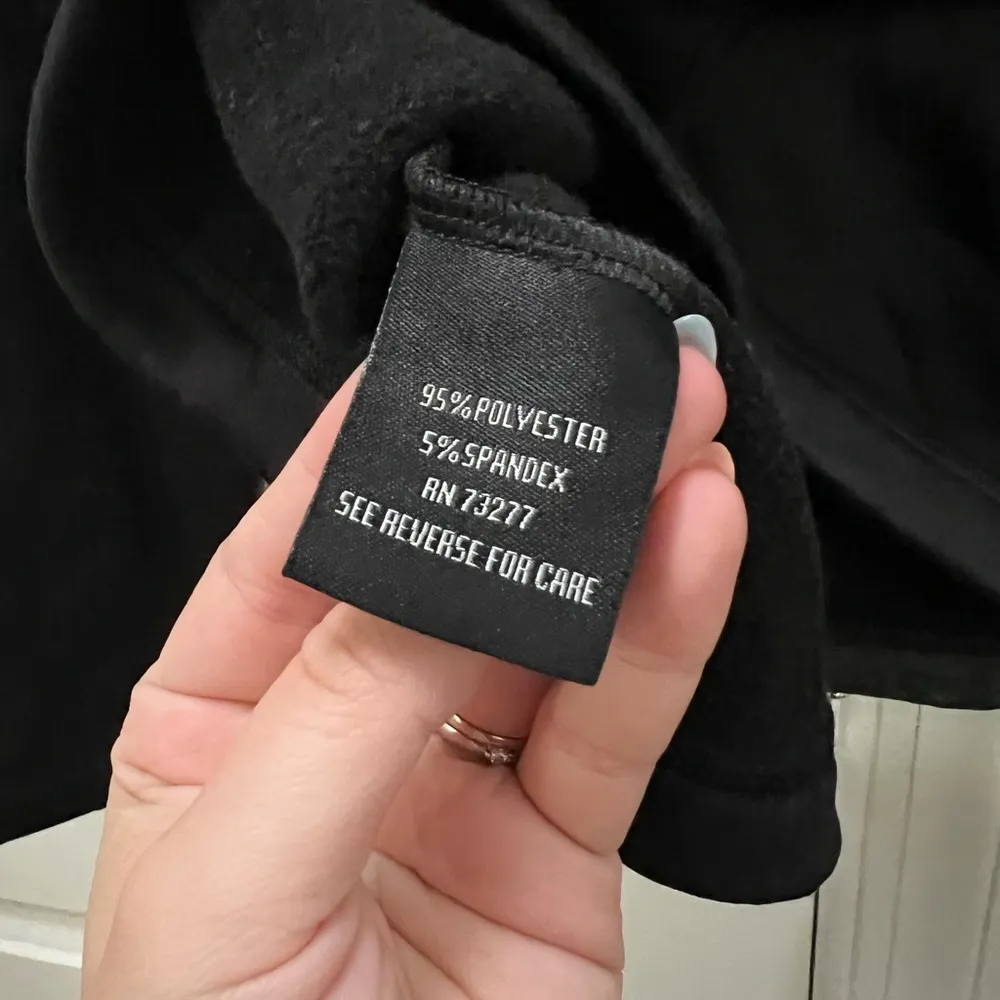 95%POLYESTER
5%SPANDEX
RN 73277
SEE REVERSE FOR CARE